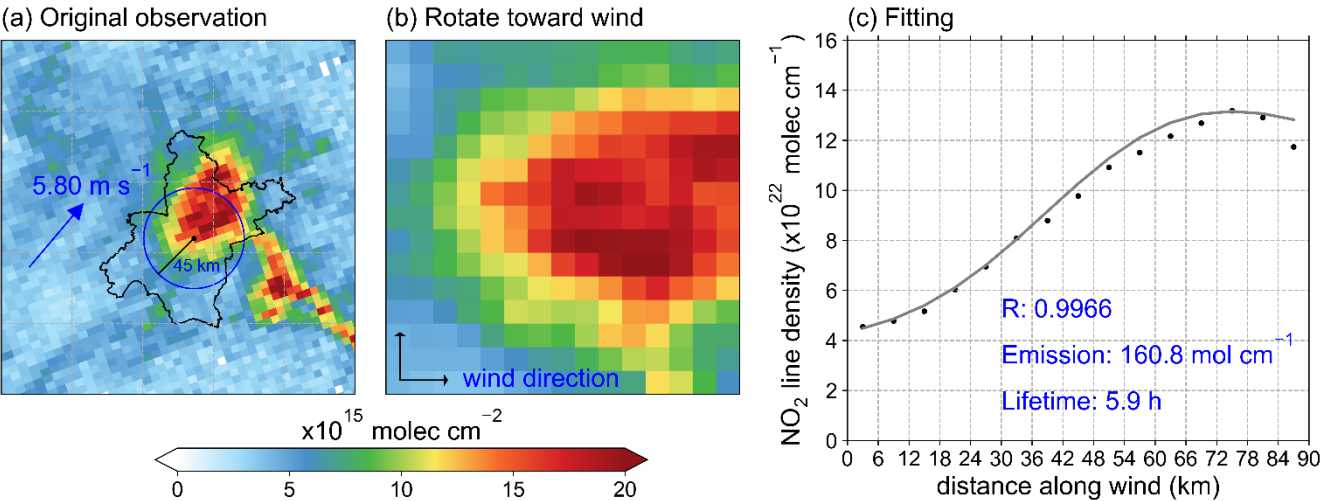 (a) Original observation
5.80 m s⁻¹
45 km
(b) Rotate toward wind
wind direction
x10¹⁵ molec cm⁻²
0 5 10 15 20
(c) Fitting
NO₂ line density (x10²² molec cm⁻¹)
16
14
12
10
8
6
4
2
0
R: 0.9966
Emission: 160.8 mol cm⁻¹
Lifetime: 5.9 h
0 6 12 18 24 30 36 42 48 54 60 66 72 78 84 90
distance along wind (km)